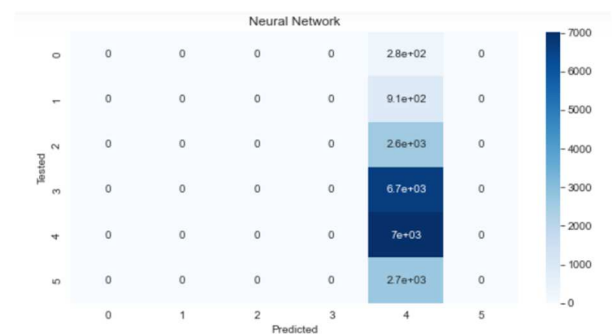 Neural Network
0 0 0 0 0 2.8e+02 0
1 0 0 0 0 9.1e+02 0
2 0 0 0 0 2.6e+03 0
3 0 0 0 0 6.7e+03 0
4 0 0 0 0 7e+03 0
5 0 0 0 0 2.7e+03 0
0 1 2 3 4 5
Tested
Predicted
7000
6000
5000
4000
3000
2000
1000
0